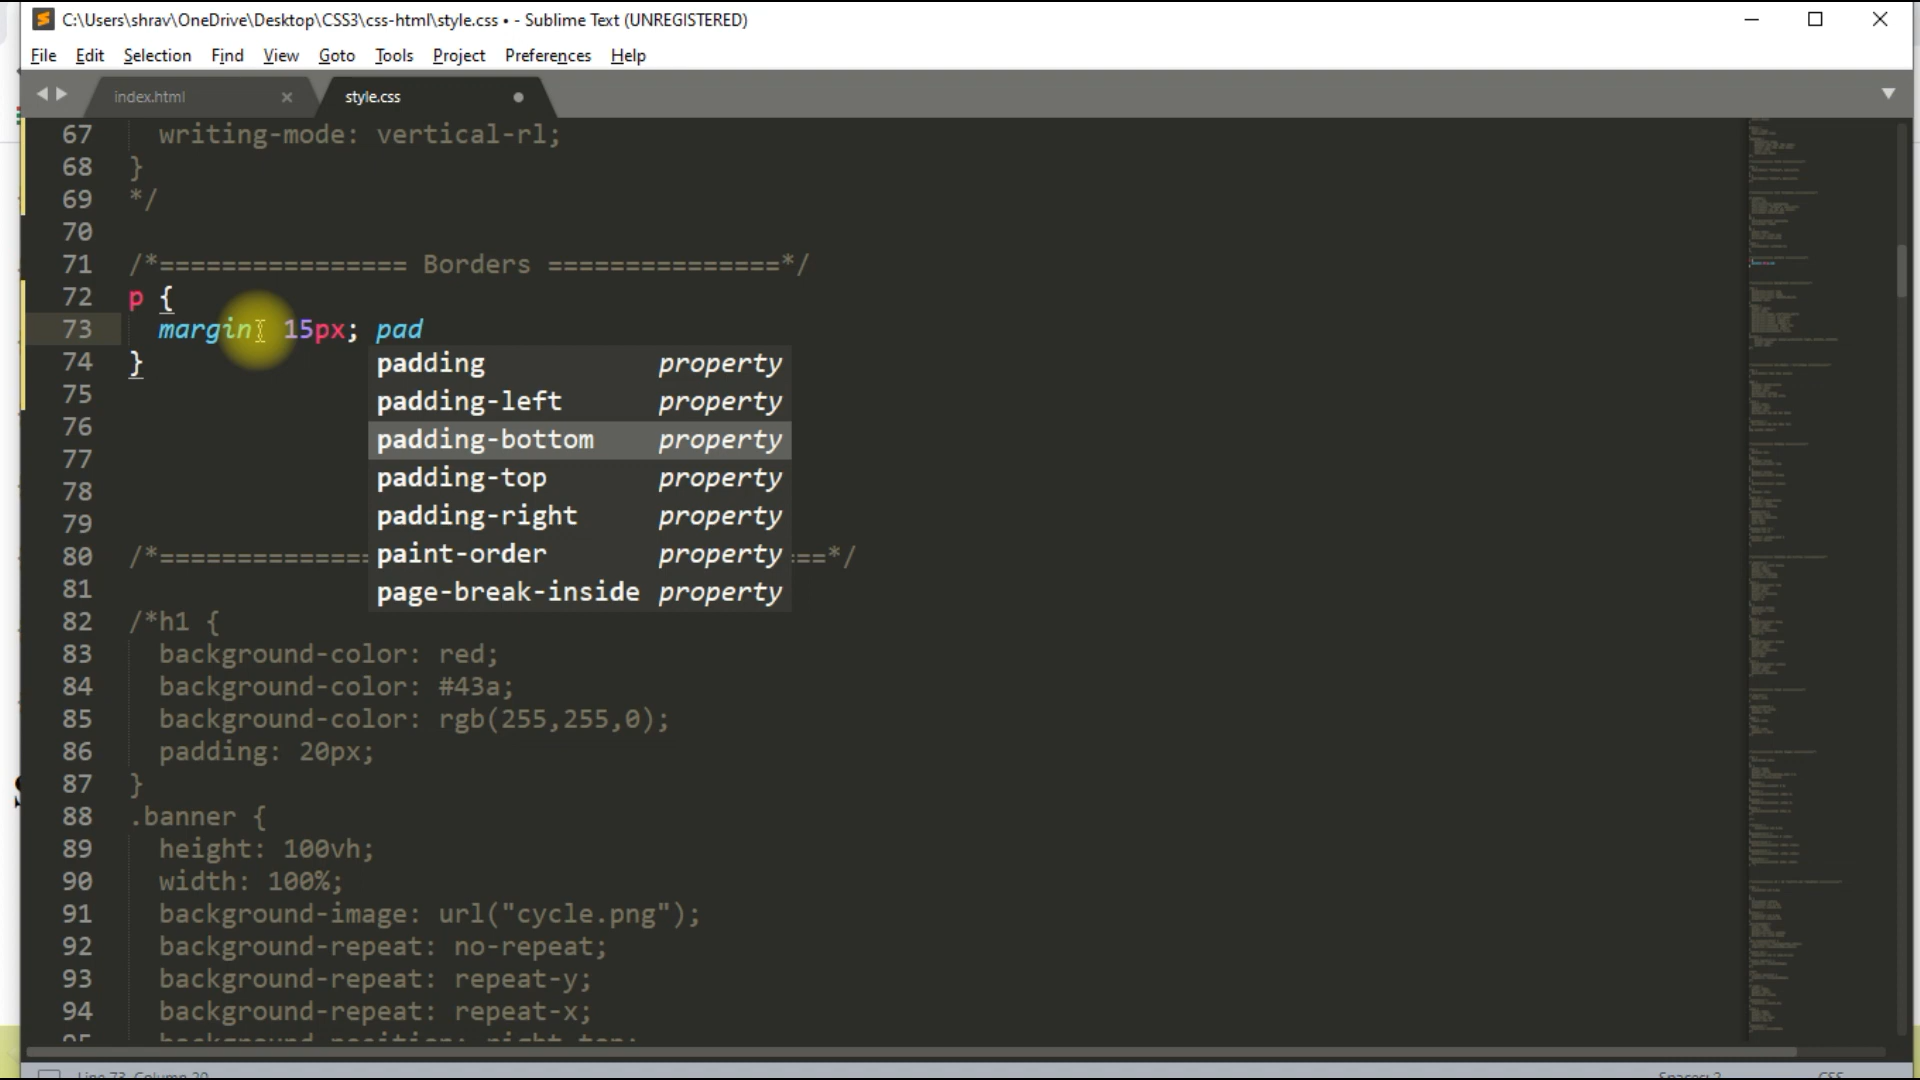 C:\Users\shrav\OneDrive\Desktop\CSS3\css-html\style.css • - Sublime Text (UNREGISTERED)
File Edit Selection Find View Goto Tools Project Preferences Help
index.html style.css
67 writing-mode: vertical-rl;
68 }
69 */
70
71 /*================ Borders ===============*/
72 p {
73 margin: 15px; pad
74 }
padding property
75
padding-left property
76
padding-bottom property
77
78
padding-top property
79
padding-right property
80 /*============== ==*/
paint-order property
81
page-break-inside property
82 /*h1 {
83 background-color: red;
84 background-color: #43a;
85 background-color: rgb(255,255,0);
86 padding: 20px;
87 }
88 .banner {
89 height: 100vh;
90 width: 100%;
91 background-image: url("cycle.png");
92 background-repeat: no-repeat;
93 background-repeat: repeat-y;
94 background-repeat: repeat-x;
95 background-position: right top;